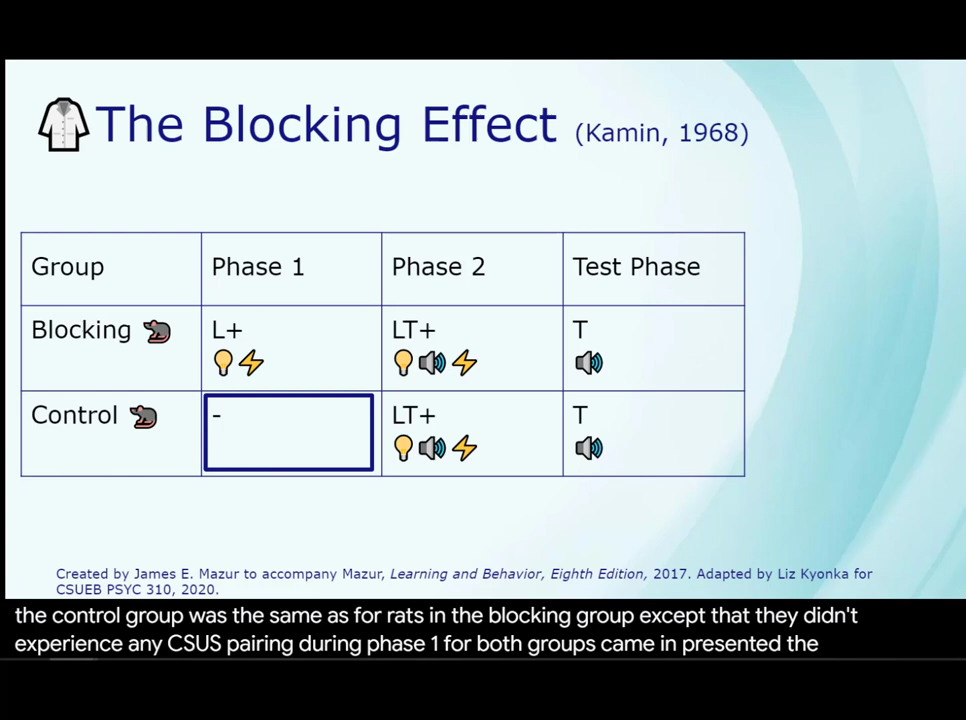 The Blocking Effect (Kamin, 1968)
Group Phase 1 Phase 2 Test Phase
Blocking L+ LT+ T
Control - LT+ T
Created by James E. Mazur to accompany Mazur, Learning and Behavior, Eighth Edition, 2017. Adapted by Liz Kyonka for
CSUEB PSYC 310, 2020.
the control group was the same as for rats in the blocking group except that they didn't
experience any CSUS pairing during phase 1 for both groups came in presented the